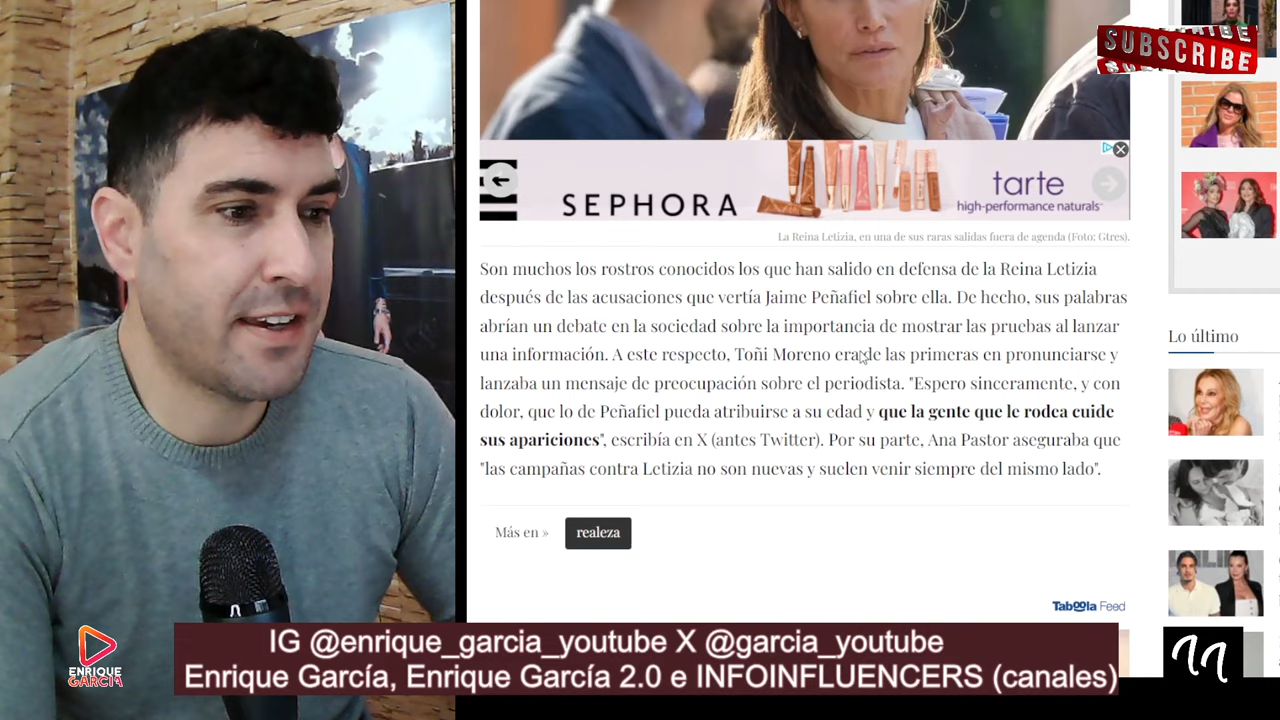 SUBSCRIBE
SEPHORA
tarte
high-performance naturals
La Reina Letizia, en una de sus raras salidas fuera de agenda (Foto: Gtres).
Son muchos los rostros conocidos los que han salido en defensa de la Reina Letizia
después de las acusaciones que vertía Jaime Peñafiel sobre ella. De hecho, sus palabras
abrían un debate en la sociedad sobre la importancia de mostrar las pruebas al lanzar
una información. A este respecto, Toñi Moreno era de las primeras en pronunciarse y
lanzaba un mensaje de preocupación sobre el periodista. "Espero sinceramente, y con
dolor, que lo de Peñafiel pueda atribuirse a su edad y que la gente que le rodea cuide
sus apariciones", escribía en X (antes Twitter). Por su parte, Ana Pastor aseguraba que
"las campañas contra Letizia no son nuevas y suelen venir siempre del mismo lado".
Más en »
realeza
Taboola Feed
Lo último
ENRIQUE
GARCÍA
IG @enrique_garcia_youtube X @garcia_youtube
Enrique García, Enrique García 2.0 e INFOINFLUENCERS (canales)